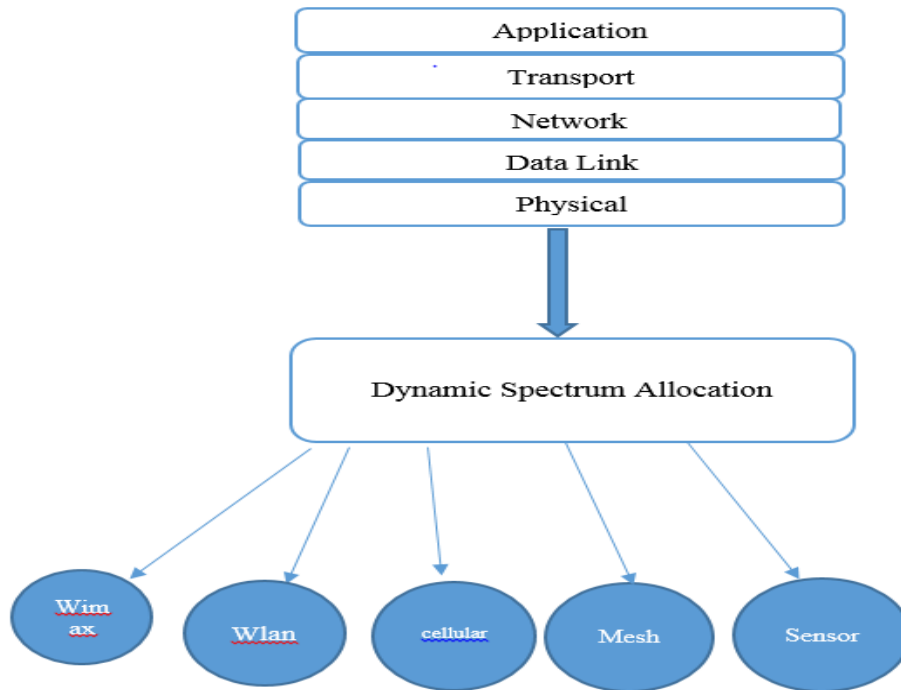 Application
Transport
Network
Data Link
Physical
Dynamic Spectrum Allocation
Wim
ax
Wlan
cellular
Mesh
Sensor